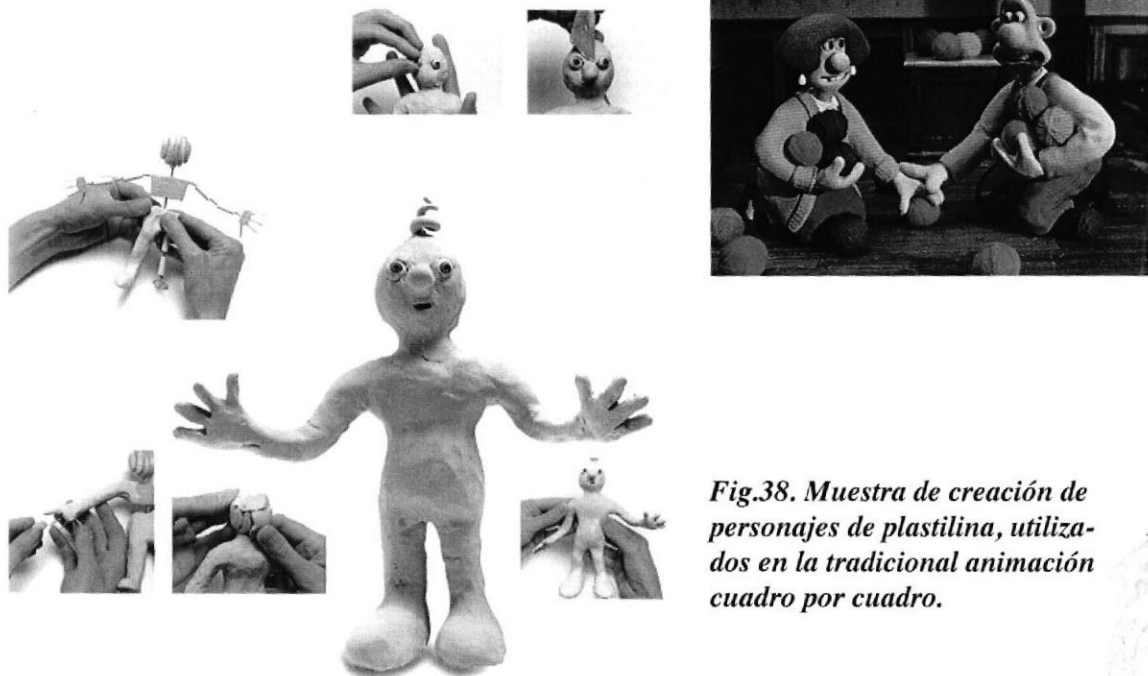 Fig.38. Muestra de creación de
personajes de plastilina, utiliza-
dos en la tradicional animación
cuadro por cuadro.